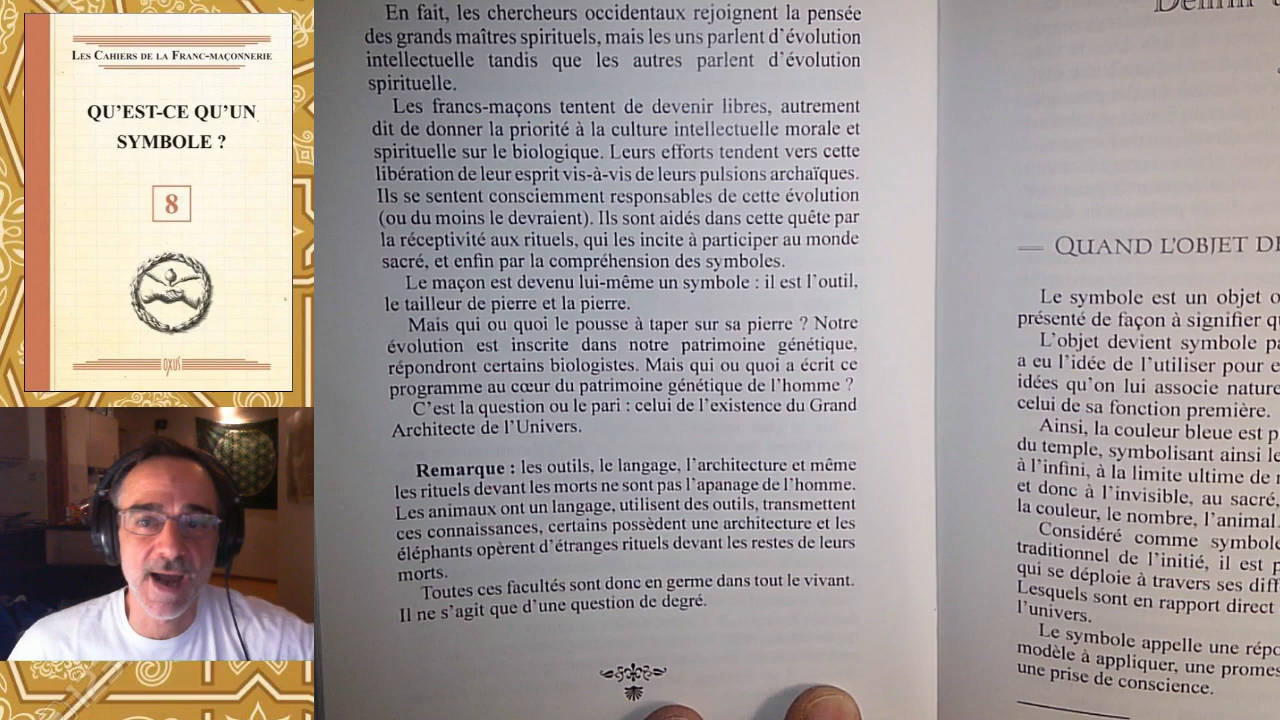 LES CAHIERS DE LA FRANC-MAÇONNERIE
QU'EST-CE QU'UN
SYMBOLE ?
8
OXUS
En fait, les chercheurs occidentaux rejoignent la pensée
des grands maîtres spirituels, mais les uns parlent d'évolution
intellectuelle tandis que les autres parlent d'évolution
spirituelle.
Les francs-maçons tentent de devenir libres, autrement
dit de donner la priorité à la culture intellectuelle morale et
spirituelle sur le biologique. Leurs efforts tendent vers cette
libération de leur esprit vis-à-vis de leurs pulsions archaïques.
Ils se sentent consciemment responsables de cette évolution
(ou du moins le devraient). Ils sont aidés dans cette quête par
la réceptivité aux rituels, qui les incite à participer au monde
sacré, et enfin par la compréhension des symboles.
Le maçon est devenu lui-même un symbole : il est l'outil,
le tailleur de pierre et la pierre.
Mais qui ou quoi le pousse à taper sur sa pierre ? Notre
évolution est inscrite dans notre patrimoine génétique,
répondront certains biologistes. Mais qui ou quoi a écrit ce
programme au cœur du patrimoine génétique de l'homme ?
C'est la question ou le pari : celui de l'existence du Grand
Architecte de l'Univers.
Remarque : les outils, le langage, l'architecture et même
les rituels devant les morts ne sont pas l'apanage de l'homme.
Les animaux ont un langage, utilisent des outils, transmettent
ces connaissances, certains possèdent une architecture et les
éléphants opèrent d'étranges rituels devant les restes de leurs
morts.
Toutes ces facultés sont donc en germe dans tout le vivant.
Il ne s'agit que d'une question de degré.
— QUAND L'OBJET
Le symbole est un objet
présenté de façon à signifier
L'objet devient symbole
a eu l'idée de l'utiliser pour
idées qu'on lui associe
celui de sa fonction première.
Ainsi, la couleur bleue est
du temple, symbolisant ainsi
à l'infini, à la limite ultime de
et donc à l'invisible, au sacré,
la couleur, le nombre, l'animal,
Considéré comme
traditionnel de l'initié, il est
qui se déploie à travers ses
Lesquels sont en rapport direct
l'univers.
Le symbole appelle une
modèle à appliquer, une
une prise de conscience.